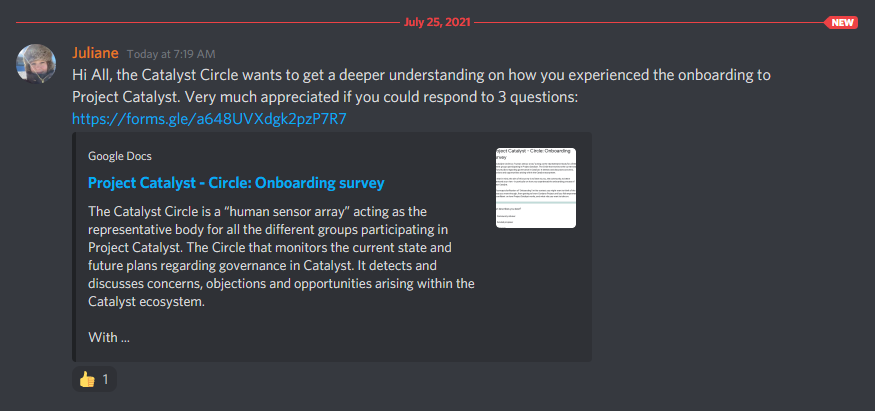 July 25, 2021
NEW
Juliane Today at 7:19 AM
Hi All, the Catalyst Circle wants to get a deeper understanding on how you experienced the onboarding to
Project Catalyst. Very much appreciated if you could respond to 3 questions:
https://forms.gle/a648UVXdgk2pzP7R7
Google Docs
Project Catalyst - Circle: Onboarding survey
The Catalyst Circle is a “human sensor array” acting as the
representative body for all the different groups participating in
Project Catalyst. The Circle that monitors the current state and
future plans regarding governance in Catalyst. It detects and
discusses concerns, objections and opportunities arising within the
Catalyst ecosystem.
With ...
roject Catalyst - Circle: Onboarding
urvey
1